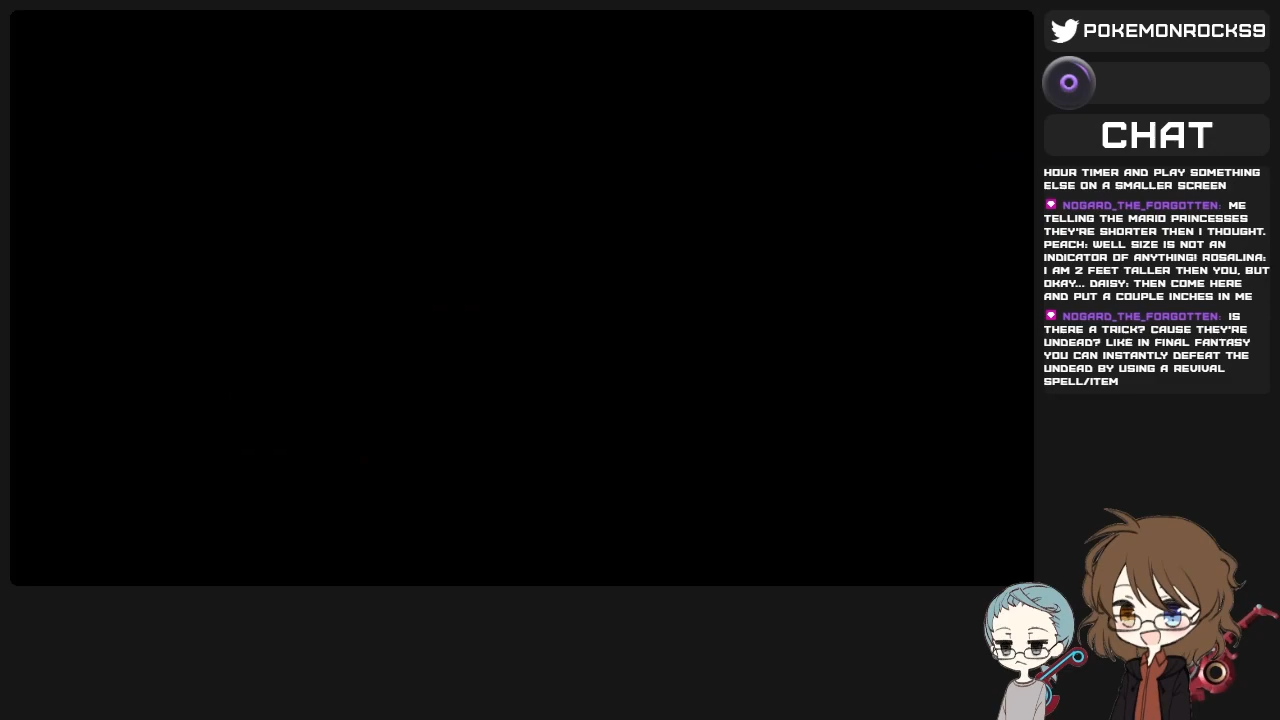 POKEMONROCKS9
CHAT
HOUR TIMER AND PLAY SOMETHING
ELSE ON A SMALLER SCREEN
NOGARD_THE_FORGOTTEN: ME
TELLING THE MARIO PRINCESSES
THEY'RE SHORTER THEN I THOUGHT.
PEACH: WELL SIZE IS NOT AN
INDICATOR OF ANYTHING! ROSALINA:
I AM 2 FEET TALLER THEN YOU, BUT
OKAY... DAISY: THEN COME HERE
AND PUT A COUPLE INCHES IN ME
NOGARD_THE_FORGOTTEN: IS
THERE A TRICK? CAUSE THEY'RE
UNDEAD? LIKE IN FINAL FANTASY
YOU CAN INSTANTLY DEFEAT THE
UNDEAD BY USING A REVIVAL
SPELL/ITEM